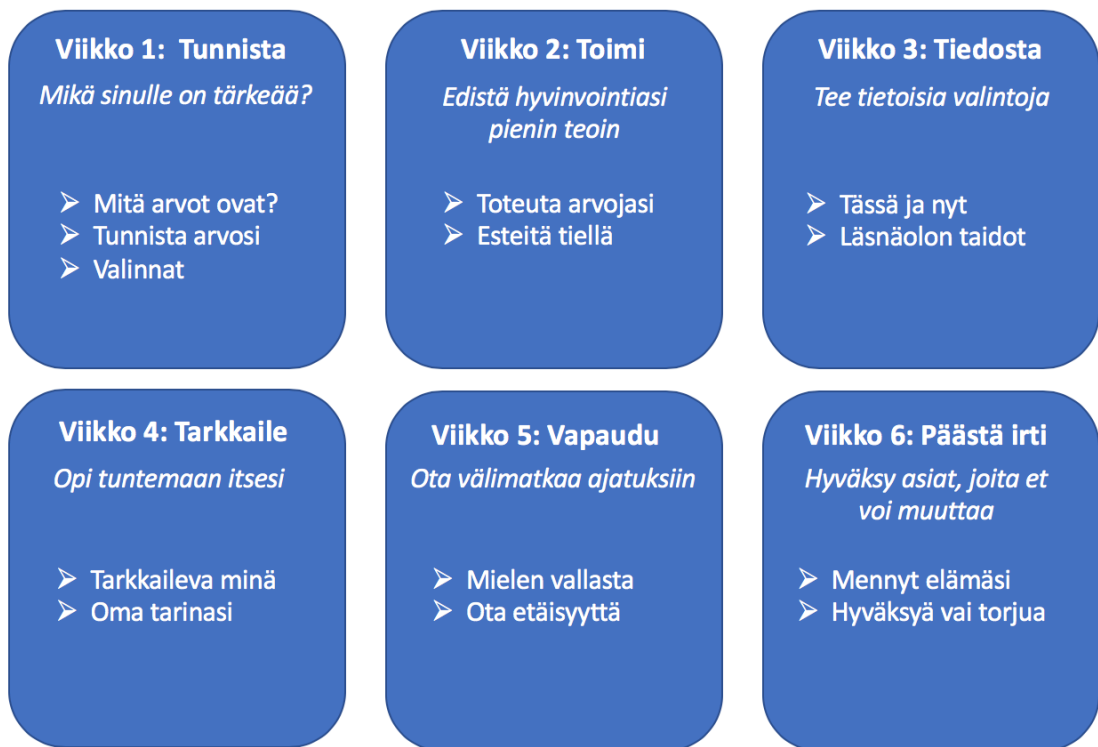 Viikko 1: Tunnista
Mikä sinulle on tärkeää?
➢ Mitä arvot ovat?
➢ Tunnista arvosi
➢ Valinnat
Viikko 2: Toimi
Edistä hyvinvointiasi
pienin teoin
➢ Toteuta arvojasi
➢ Esteitä tiellä
Viikko 3: Tiedosta
Tee tietoisia valintoja
➢ Tässä ja nyt
➢ Läsnäolon taidot
Viikko 4: Tarkkaile
Opi tuntemaan itsesi
➢ Tarkkaileva minä
➢ Oma tarinasi
Viikko 5: Vapaudu
Ota välimatkaa ajatuksiin
➢ Mielen vallasta
➢ Ota etäisyyttä
Viikko 6: Päästä irti
Hyväksy asiat, joita et
voi muuttaa
➢ Mennyt elämäsi
➢ Hyväksyä vai torjua